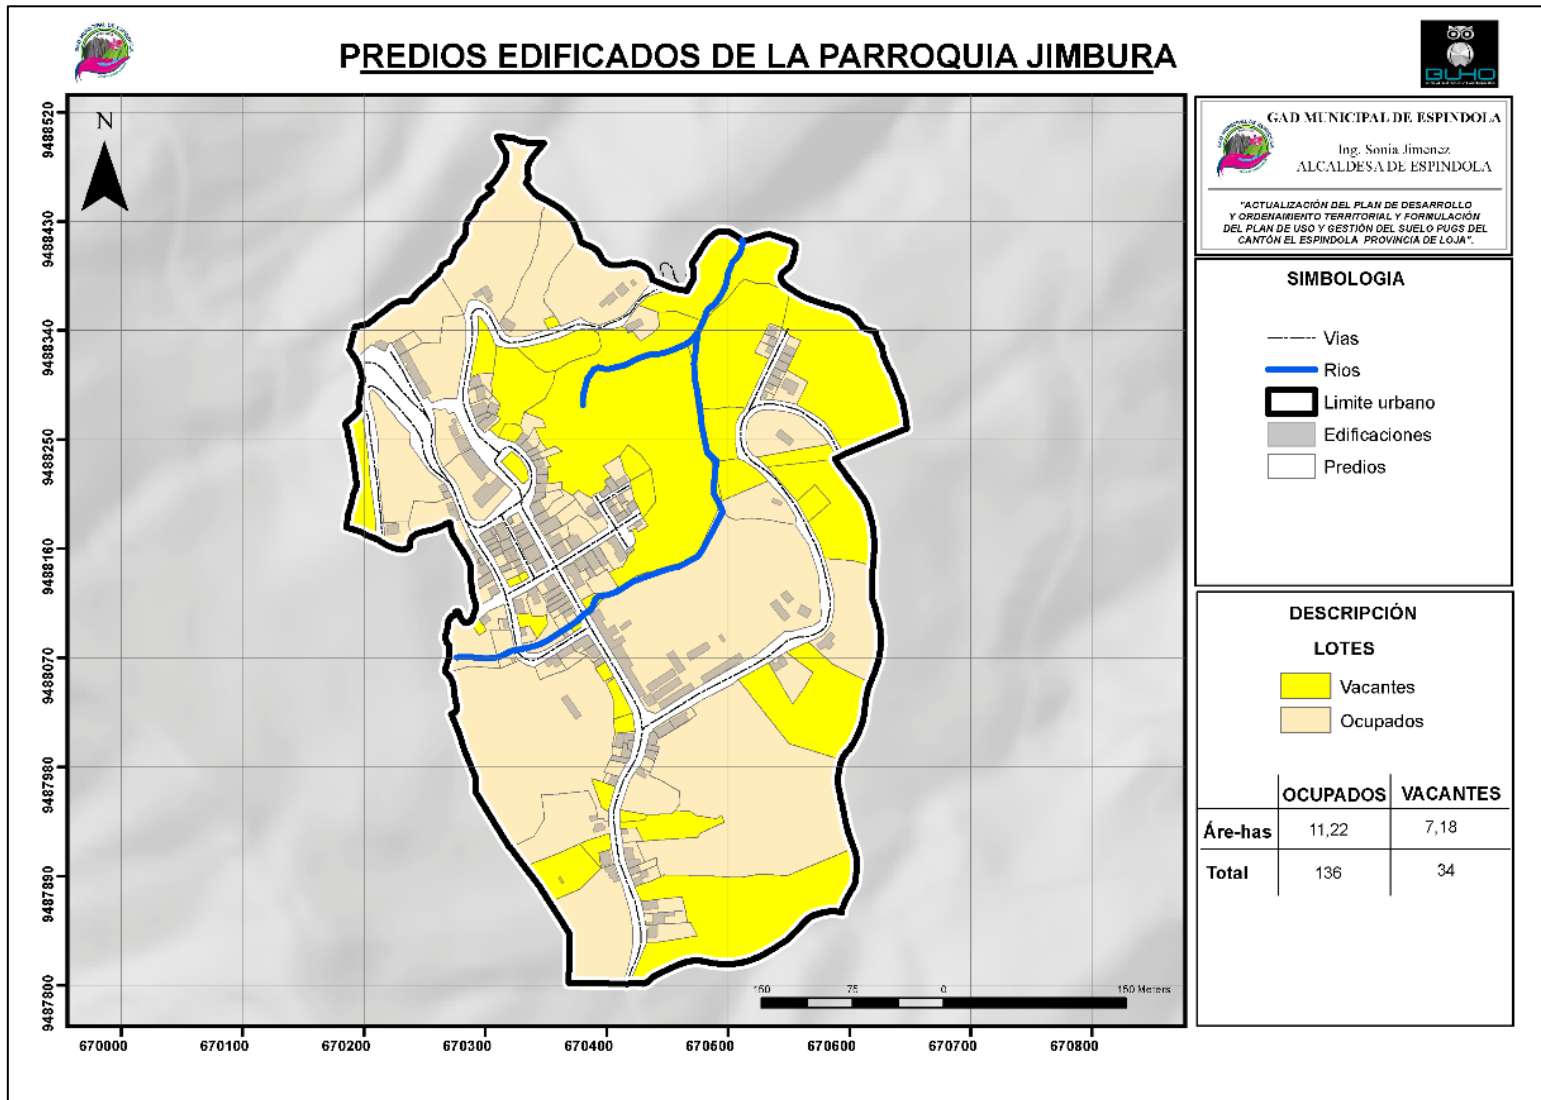 PREDIOS EDIFICADOS DE LA PARROQUIA JIMBURA
BUHO
N
GAD MUNICIPAL DE ESPINDOLA
Ing. Sonia Jimenez
ALCALDESA DE ESPINDOLA
"ACTUALIZACIÓN DEL PLAN DE DESARROLLO
Y ORDENAMIENTO TERRITORIAL Y FORMULACIÓN
DEL PLAN DE USO Y GESTIÓN DEL SUELO PUGS DEL
CANTÓN EL ESPINDOLA PROVINCIA DE LOJA".
SIMBOLOGIA
Vias
Rios
Limite urbano
Edificaciones
Predios
DESCRIPCIÓN
LOTES
Vacantes
Ocupados
OCUPADOS VACANTES
Áre-has 11,22 7,18
Total 136 34
9488520
9488430
9488340
9488250
9488160
9488070
9487980
9487890
9487800
150 75 0 150 Meters
670000 670100 670200 670300 670400 670500 670600 670700 670800